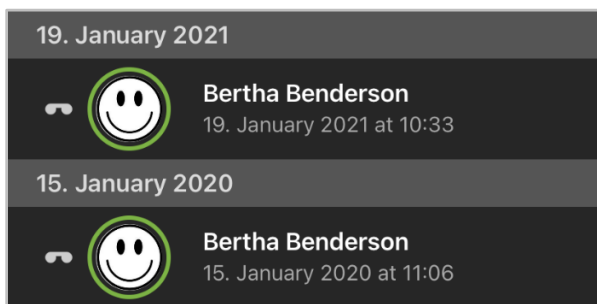 19. January 2021
Bertha Benderson
19. January 2021 at 10:33
15. January 2020
Bertha Benderson
15. January 2020 at 11:06